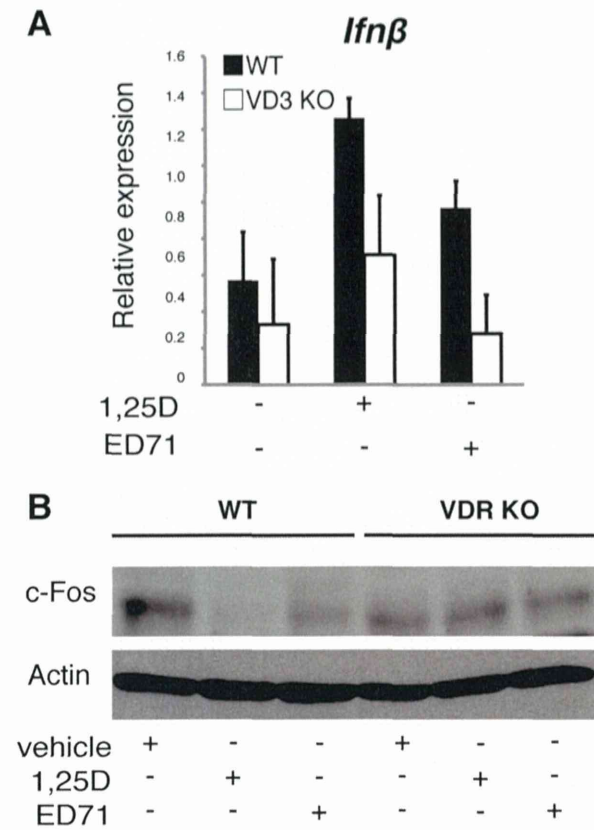 A
Ifnβ
1.6
1.4
1.2
1.0
0.8
0.6
0.4
0.2
0
Relative expression
WT
VD3 KO
1,25D - + -
ED71 - - +
B
WT VDR KO
c-Fos
Actin
vehicle + - - + - -
1,25D - + - - + -
ED71 - - + - - +